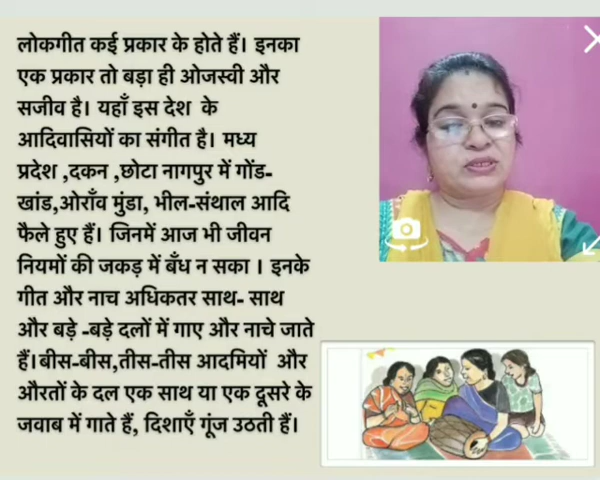 लोकगीत कई प्रकार के होते हैं। इनका
एक प्रकार तो बड़ा ही ओजस्वी और
सजीव है। यहाँ इस देश के
आदिवासियों का संगीत है। मध्य
प्रदेश ,दकन ,छोटा नागपुर में गोंड-
खांड,ओराँव मुंडा, भील-संथाल आदि
फैले हुए हैं। जिनमें आज भी जीवन
नियमों की जकड़ में बँध न सका । इनके
गीत और नाच अधिकतर साथ- साथ
और बड़े -बड़े दलों में गाए और नाचे जाते
हैं।बीस-बीस,तीस-तीस आदमियों और
औरतों के दल एक साथ या एक दूसरे के
जवाब में गाते हैं, दिशाएँ गूंज उठती हैं।